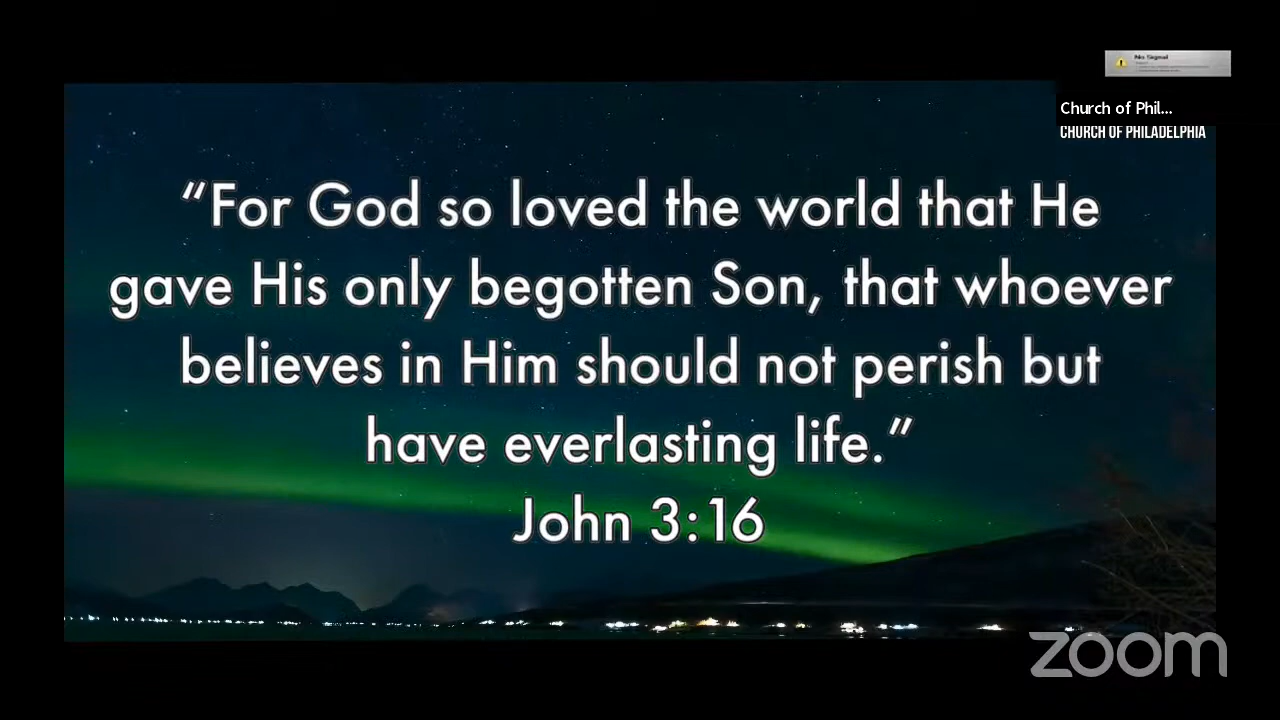 No Signal
Church of Phil...
CHURCH OF PHILADELPHIA
“For God so loved the world that He
gave His only begotten Son, that whoever
believes in Him should not perish but
have everlasting life.”
John 3:16
zoom